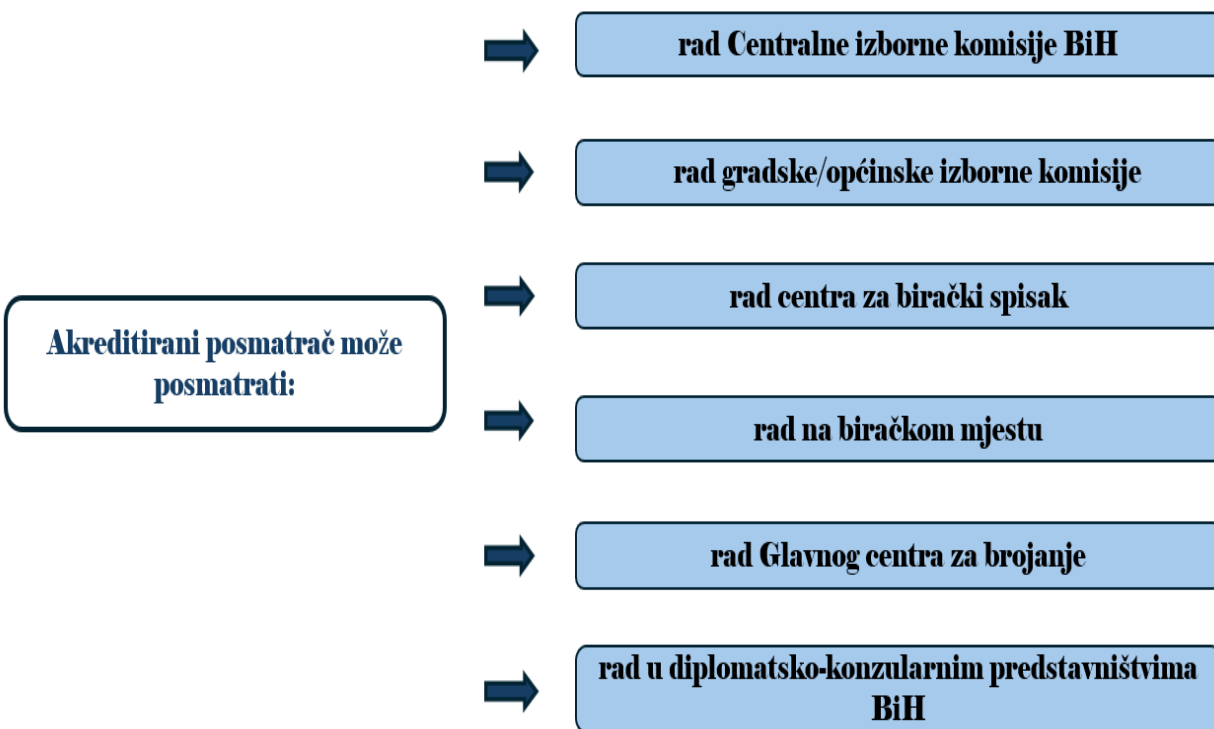 rad Centralne izborne komisije BiH
rad gradske/općinske izborne komisije
rad centra za birački spisak
Akreditirani posmatrač može
posmatrati:
rad na biračkom mjestu
rad Glavnog centra za brojanje
rad u diplomatsko-konzularnim predstavništvima
BiH